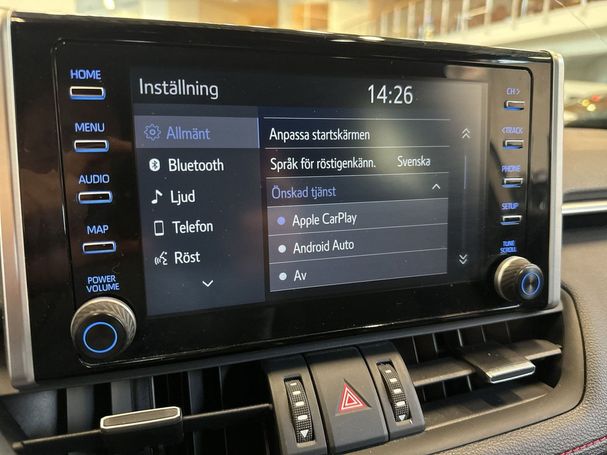 Inställning
14:26
Allmänt
Bluetooth
Ljud
Telefon
Röst
Anpassa startskärmen
Språk för röstigenkänn. Svenska
Önskad tjänst
Apple CarPlay
Android Auto
Av
HOME
MENU
AUDIO
MAP
POWER
VOLUME
CH >
< TRACK
PHONE
SETUP
TUNE
SCROLL